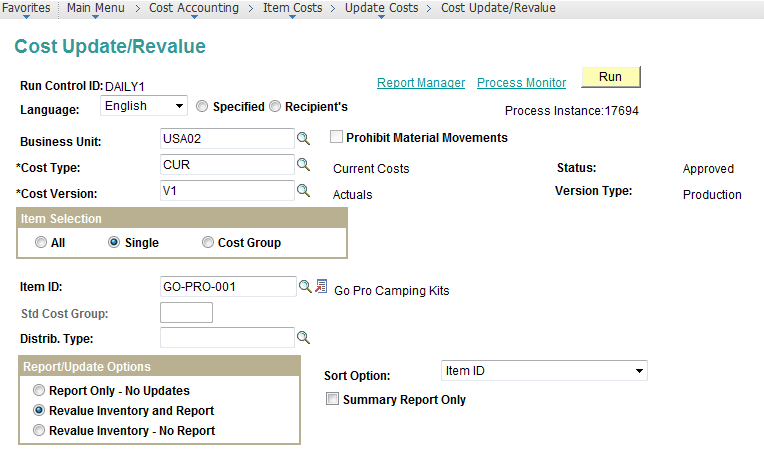 Favorites Main Menu > Cost Accounting > Item Costs > Update Costs > Cost Update/Revalue
Cost Update/Revalue
Run Control ID: DAILY1 Report Manager Process Monitor Run
Language: English Specified Recipient's Process Instance:17694
Business Unit: USA02 Prohibit Material Movements
*Cost Type: CUR Current Costs Status: Approved
*Cost Version: V1 Actuals Version Type: Production
Item Selection
All Single Cost Group
Item ID: GO-PRO-001 Go Pro Camping Kits
Std Cost Group:
Distrib. Type:
Report/Update Options
Sort Option: Item ID
Report Only - No Updates
Summary Report Only
Revalue Inventory and Report
Revalue Inventory - No Report